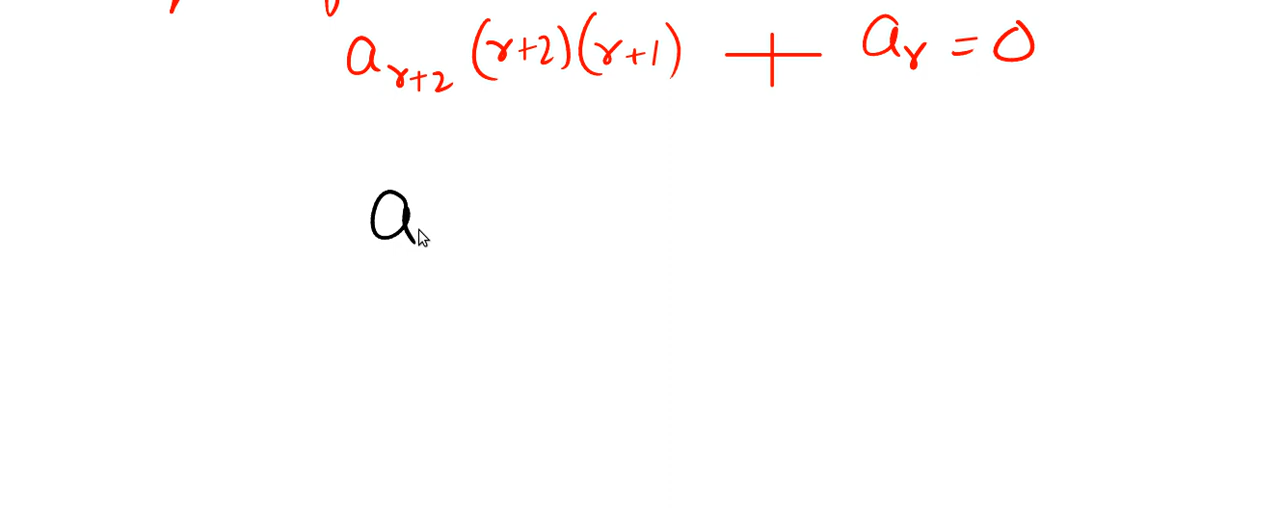 a_{r+2} (r+2)(r+1) + a_r = 0
a